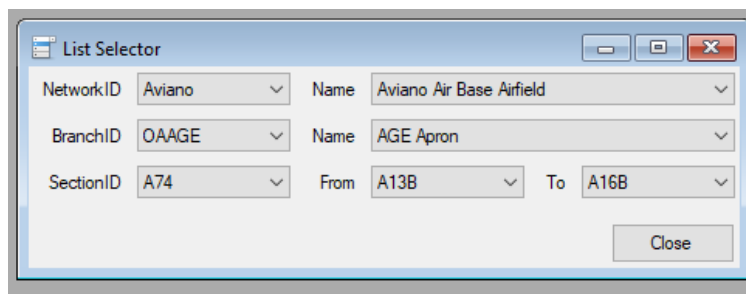 List Selector
NetworkID Aviano Name Aviano Air Base Airfield
BranchID OAAGE Name AGE Apron
SectionID A74 From A13B To A16B
Close